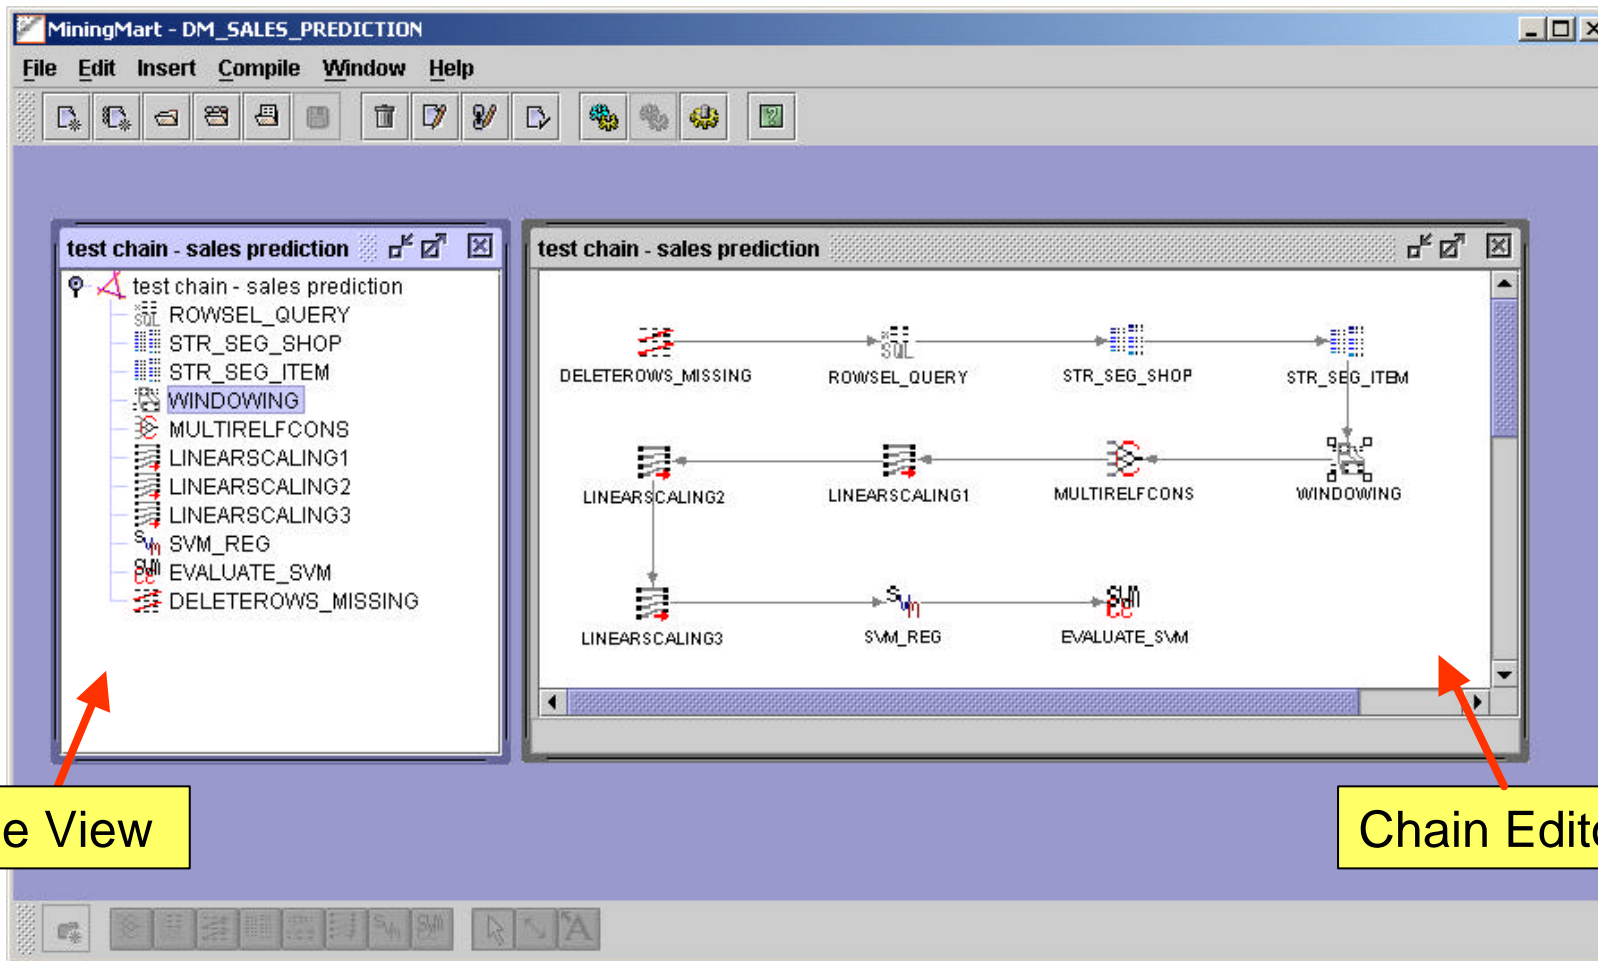 MiningMart - DM_SALES_PREDICTION
File Edit Insert Compile Window Help
test chain - sales prediction
test chain - sales prediction
ROWSEL_QUERY
STR_SEG_SHOP
STR_SEG_ITEM
WINDOWING
MULTIRELFCONS
LINEARSCALING1
LINEARSCALING2
LINEARSCALING3
SVM_REG
EVALUATE_SVM
DELETEROWS_MISSING
test chain - sales prediction
DELETEROWS_MISSING ROWSEL_QUERY STR_SEG_SHOP STR_SEG_ITEM
LINEARSCALING2 LINEARSCALING1 MULTIRELFCONS WINDOWING
LINEARSCALING3 SVM_REG EVALUATE_SVM
e View
Chain Edito